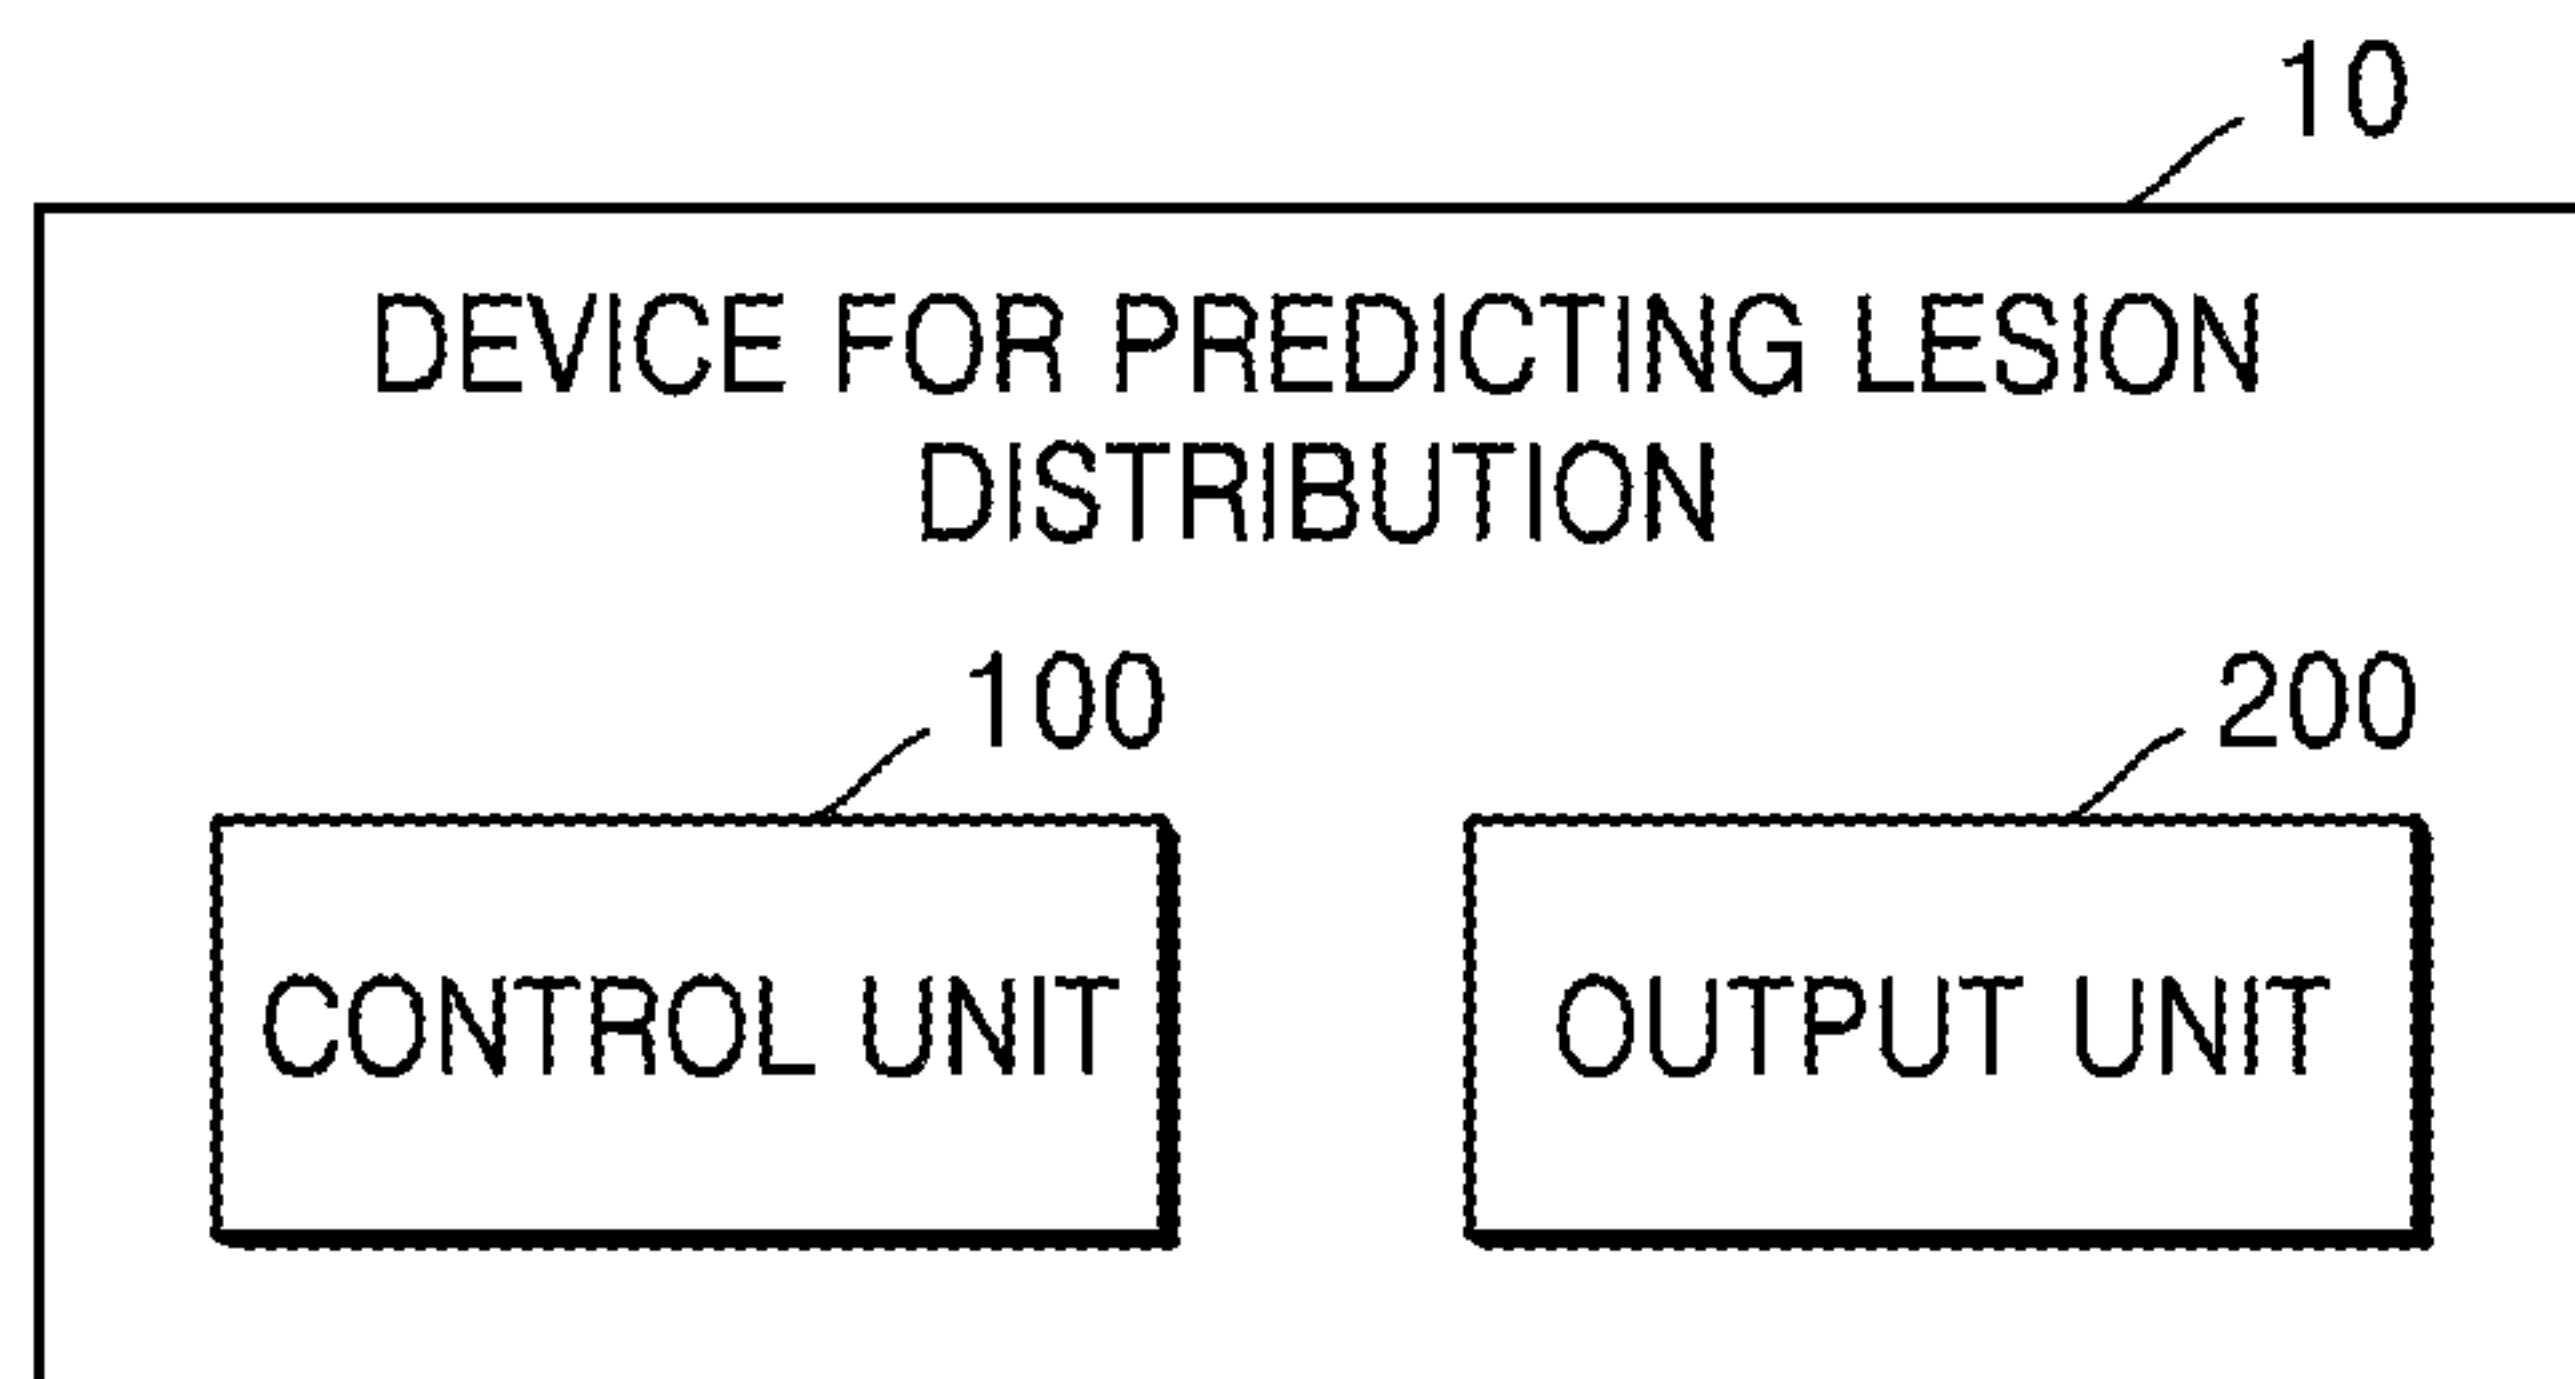 10
DEVICE FOR PREDICTING LESION
DISTRIBUTION
100
200
CONTROL UNIT
OUTPUT UNIT